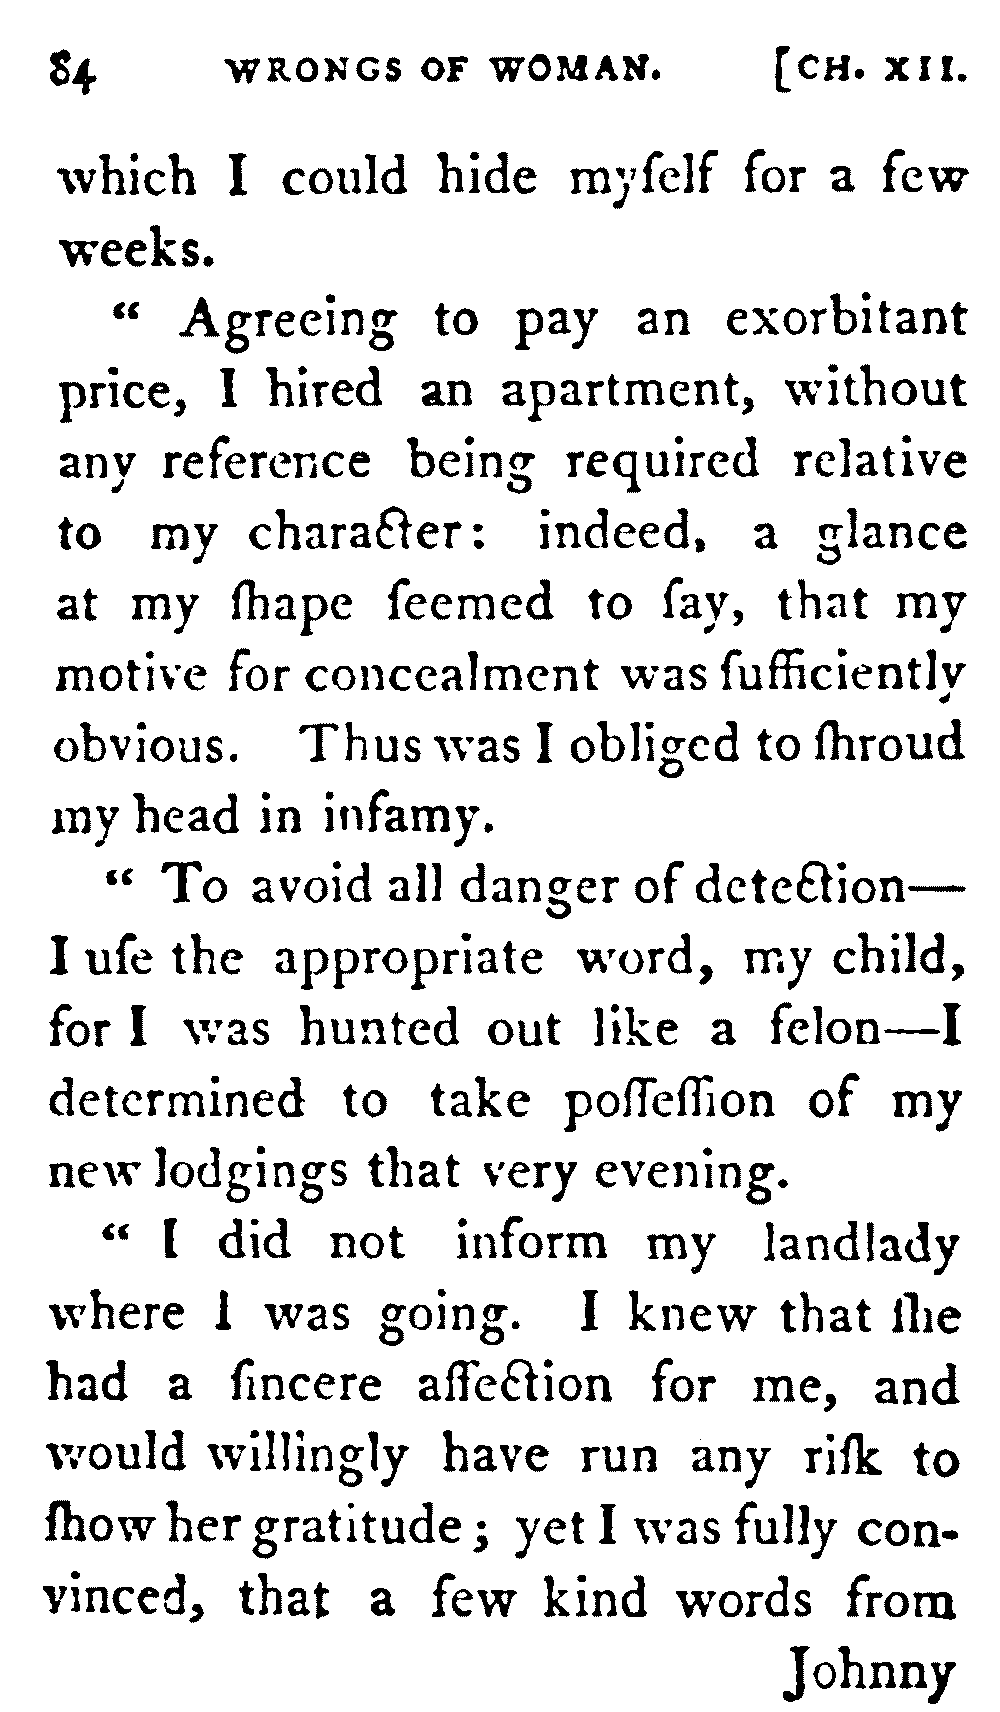 84 WRONGS OF WOMAN. [CH. XII.
which I could hide myſelf for a few
weeks.
“ Agreeing to pay an exorbitant
price, I hired an apartment, without
any reference being required relative
to my character: indeed, a glance
at my ſhape ſeemed to ſay, that my
motive for concealment was ſufficiently
obvious. Thus was I obliged to ſhroud
my head in infamy.
“ To avoid all danger of detection—
I uſe the appropriate word, my child,
for I was hunted out like a felon—I
determined to take poſſeſſion of my
new lodgings that very evening.
“ I did not inform my landlady
where I was going. I knew that ſhe
had a ſincere affection for me, and
would willingly have run any riſk to
ſhow her gratitude; yet I was fully con-
vinced, that a few kind words from
Johnny